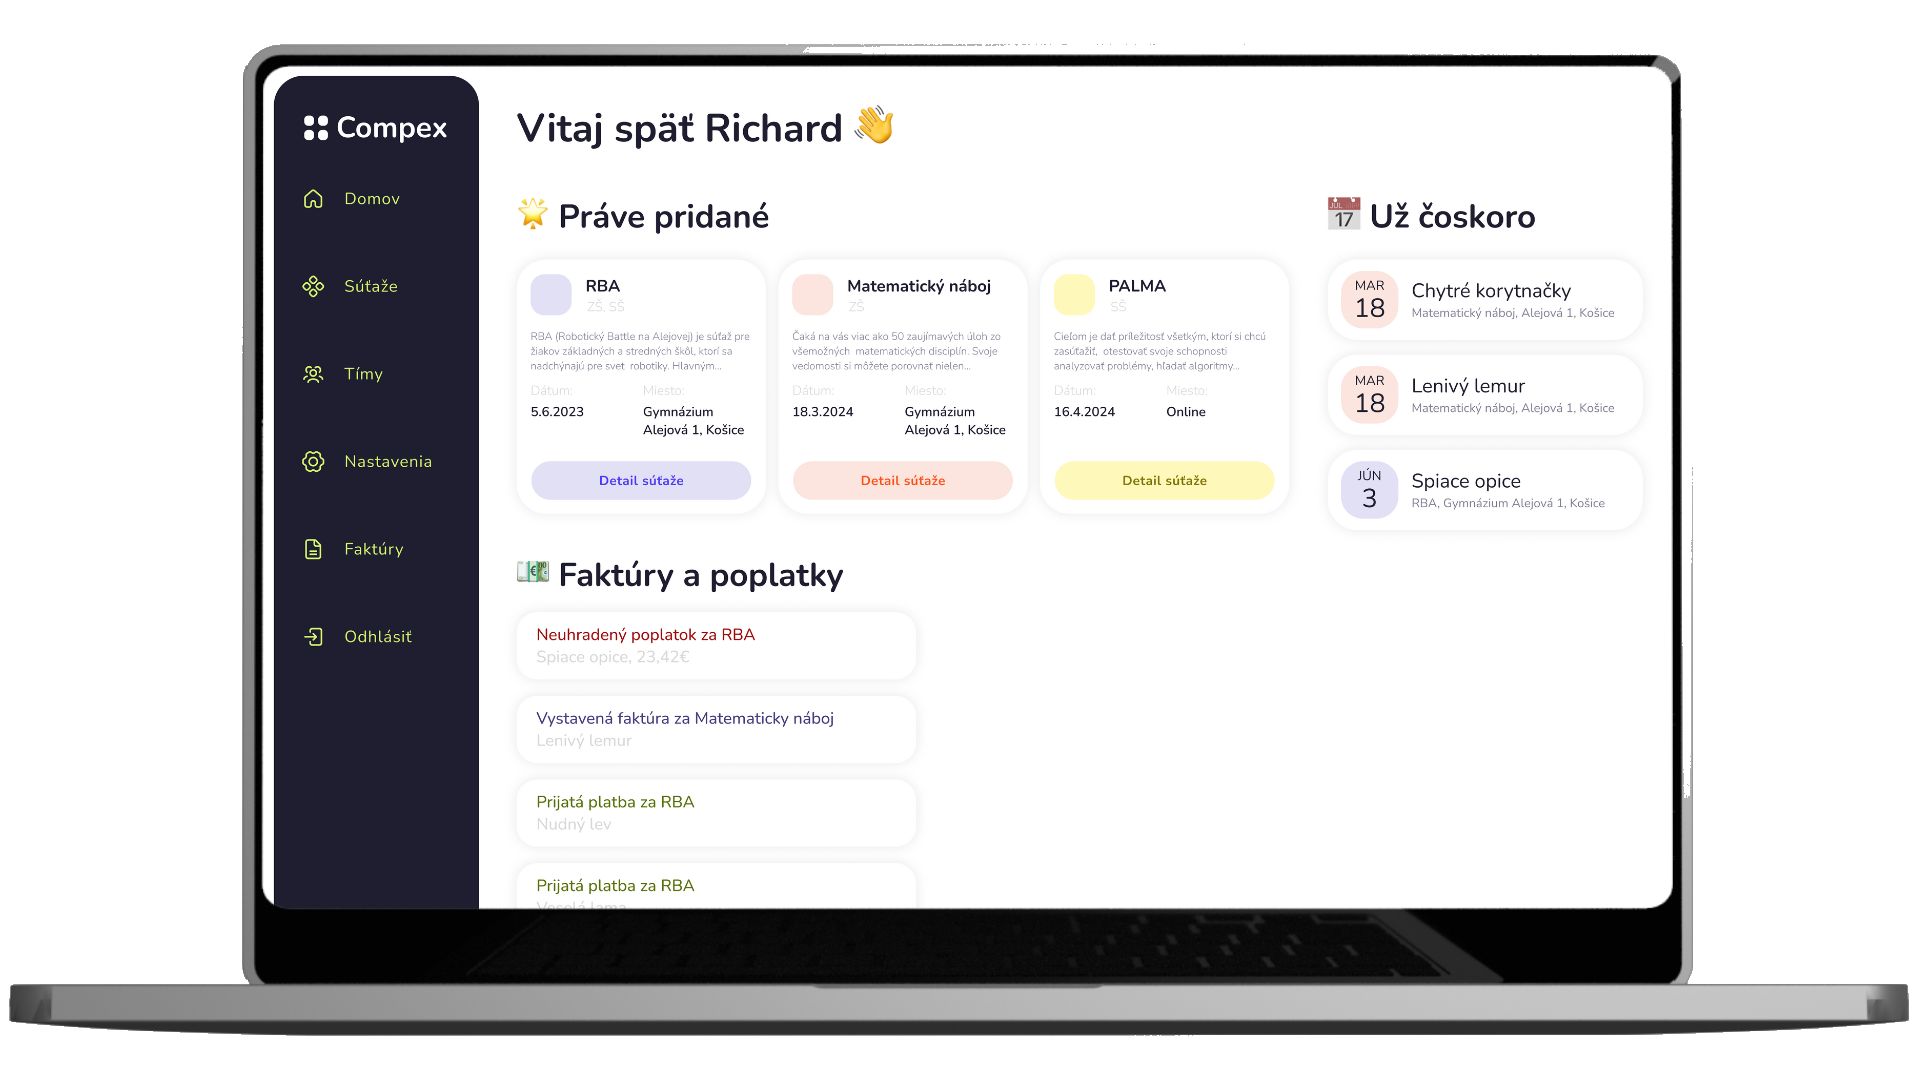 Compex
Domov
Súťaže
Tímy
Nastavenia
Faktúry
Odhlásiť
Vitaj späť Richard
Práve pridané
RBA
ZŠ, SŠ
RBA (Robotický Battle na Alejovej) je súťaž pre
žiakov základných a stredných škôl, ktorí sa
nadchýnajú pre svet robotiky. Hlavným...
Dátum:
Miesto:
5.6.2023
Gymnázium
Alejová 1, Košice
Detail súťaže
Matematický náboj
ZŠ
Čaká na vás viac ako 50 zaujímavých úloh zo
všemožných matematických disciplín. Svoje
vedomosti si môžete porovnať nielen...
Dátum:
Miesto:
18.3.2024
Gymnázium
Alejová 1, Košice
Detail súťaže
PALMA
SŠ
Cieľom je dať príležitosť všetkým, ktorí si chcú
zasúťažiť, otestovať svoje schopnosti
analyzovať problémy, hľadať algoritmy...
Dátum:
Miesto:
16.4.2024
Online
Detail súťaže
JUL
17
Už čoskoro
MAR
18
Chytré korytnačky
Matematický náboj, Alejová 1, Košice
MAR
18
Lenivý lemur
Matematický náboj, Alejová 1, Košice
JÚN
3
Spiace opice
RBA, Gymnázium Alejová 1, Košice
Faktúry a poplatky
Neuhradený poplatok za RBA
Spiace opice, 23,42€
Vystavená faktúra za Matematicky náboj
Lenivý lemur
Prijatá platba za RBA
Nudný lev
Prijatá platba za RBA
Veselá lama